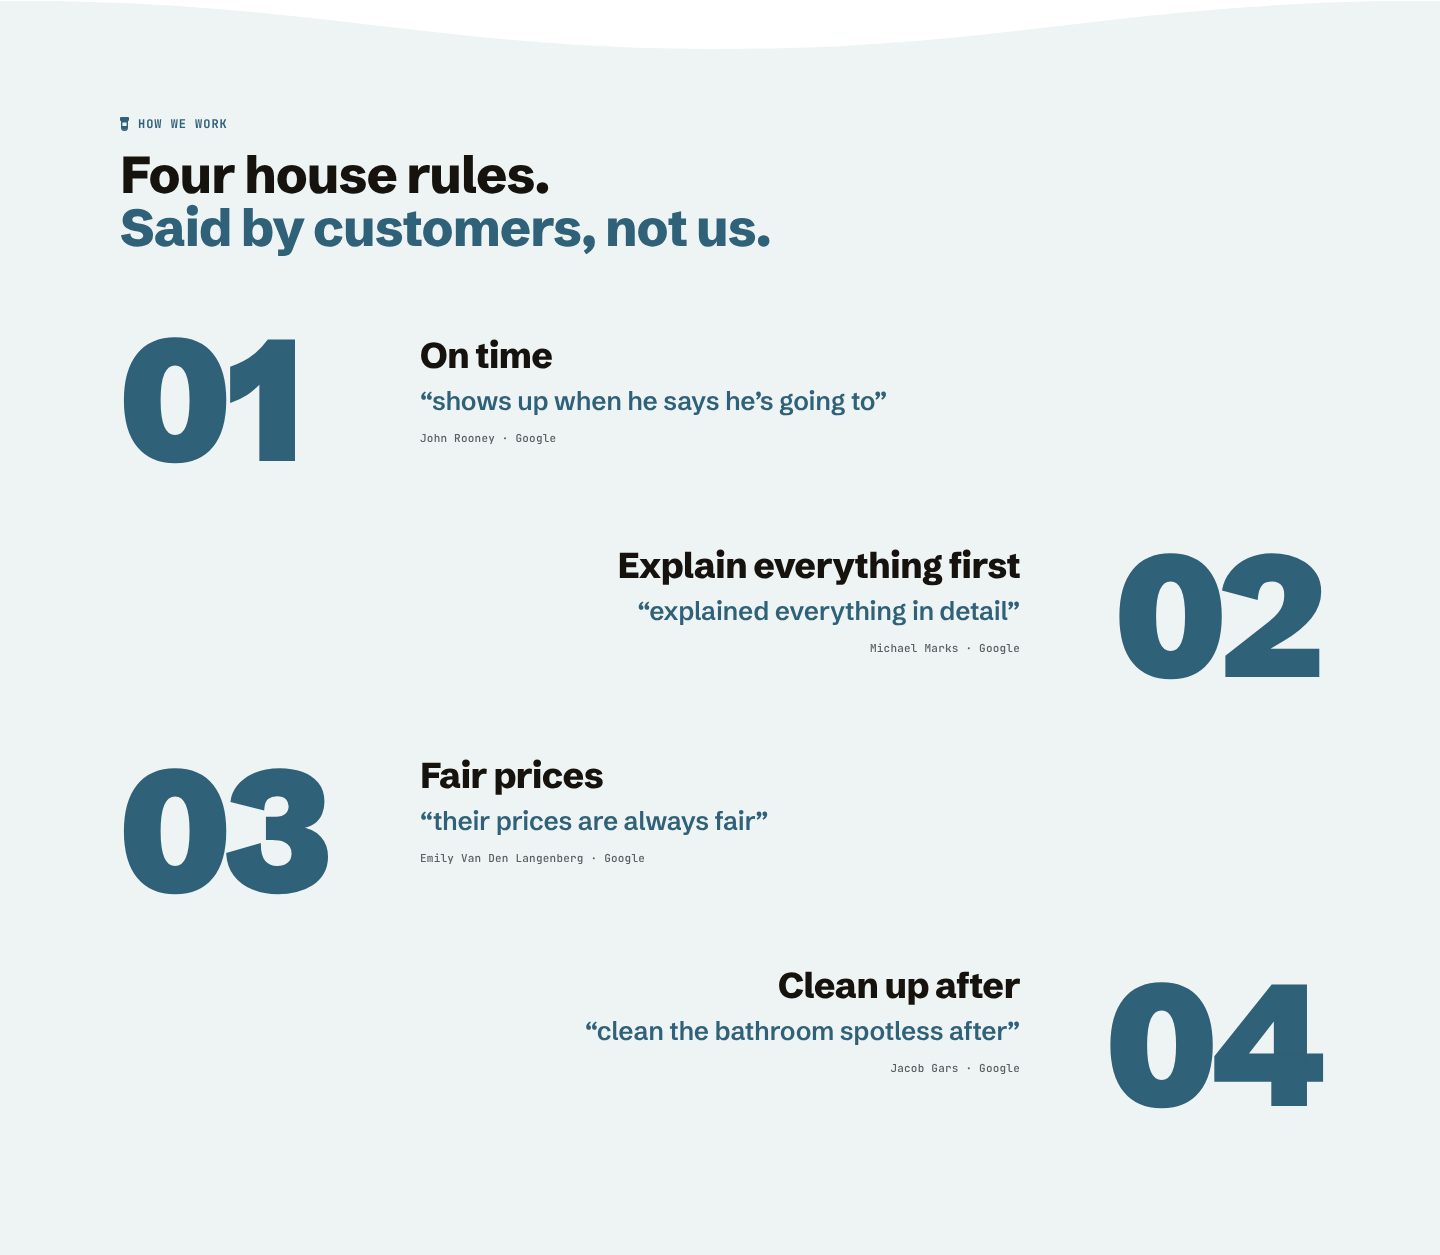 HOW WE WORK
Four house rules.
Said by customers, not us.
01
On time
“shows up when he says he’s going to”
John Rooney · Google
Explain everything first
“explained everything in detail”
Michael Marks · Google
02
03
Fair prices
“their prices are always fair”
Emily Van Den Langenberg · Google
Clean up after
“clean the bathroom spotless after”
Jacob Gars · Google
04